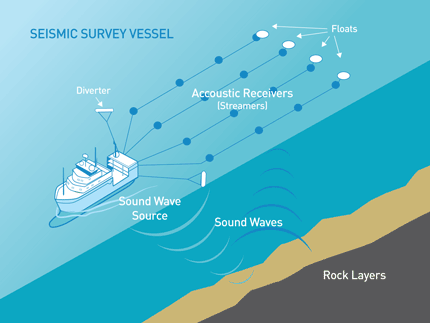 SEISMIC SURVEY VESSEL
Floats
Diverter
Accoustic Receivers
(Streamers)
Sound Wave
Source
Sound Waves
Rock Layers